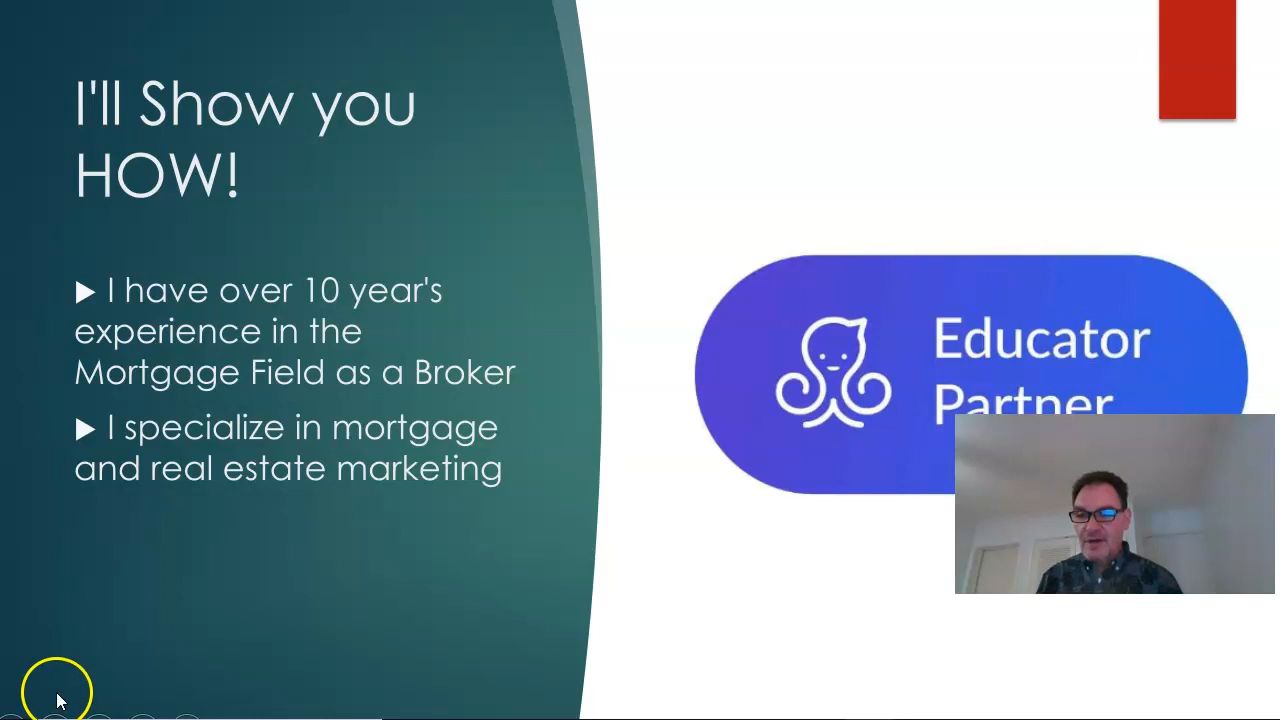 I'll Show you
HOW!
I have over 10 year's
experience in the
Mortgage Field as a Broker
I specialize in mortgage
and real estate marketing
Educator
Partner